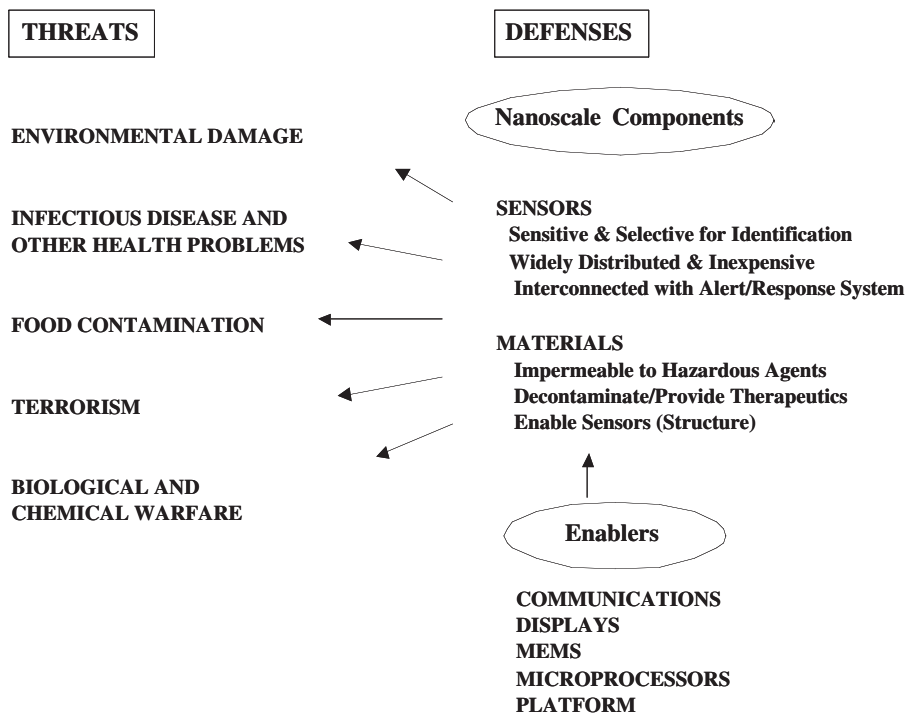 THREATS
ENVIRONMENTAL DAMAGE
INFECTIOUS DISEASE AND
OTHER HEALTH PROBLEMS
FOOD CONTAMINATION
TERRORISM
BIOLOGICAL AND
CHEMICAL WARFARE
DEFENSES
Nanoscale Components
SENSORS
Sensitive & Selective for Identification
Widely Distributed & Inexpensive
Interconnected with Alert/Response System
MATERIALS
Impermeable to Hazardous Agents
Decontaminate/Provide Therapeutics
Enable Sensors (Structure)
Enablers
COMMUNICATIONS
DISPLAYS
MEMS
MICROPROCESSORS
PLATFORM